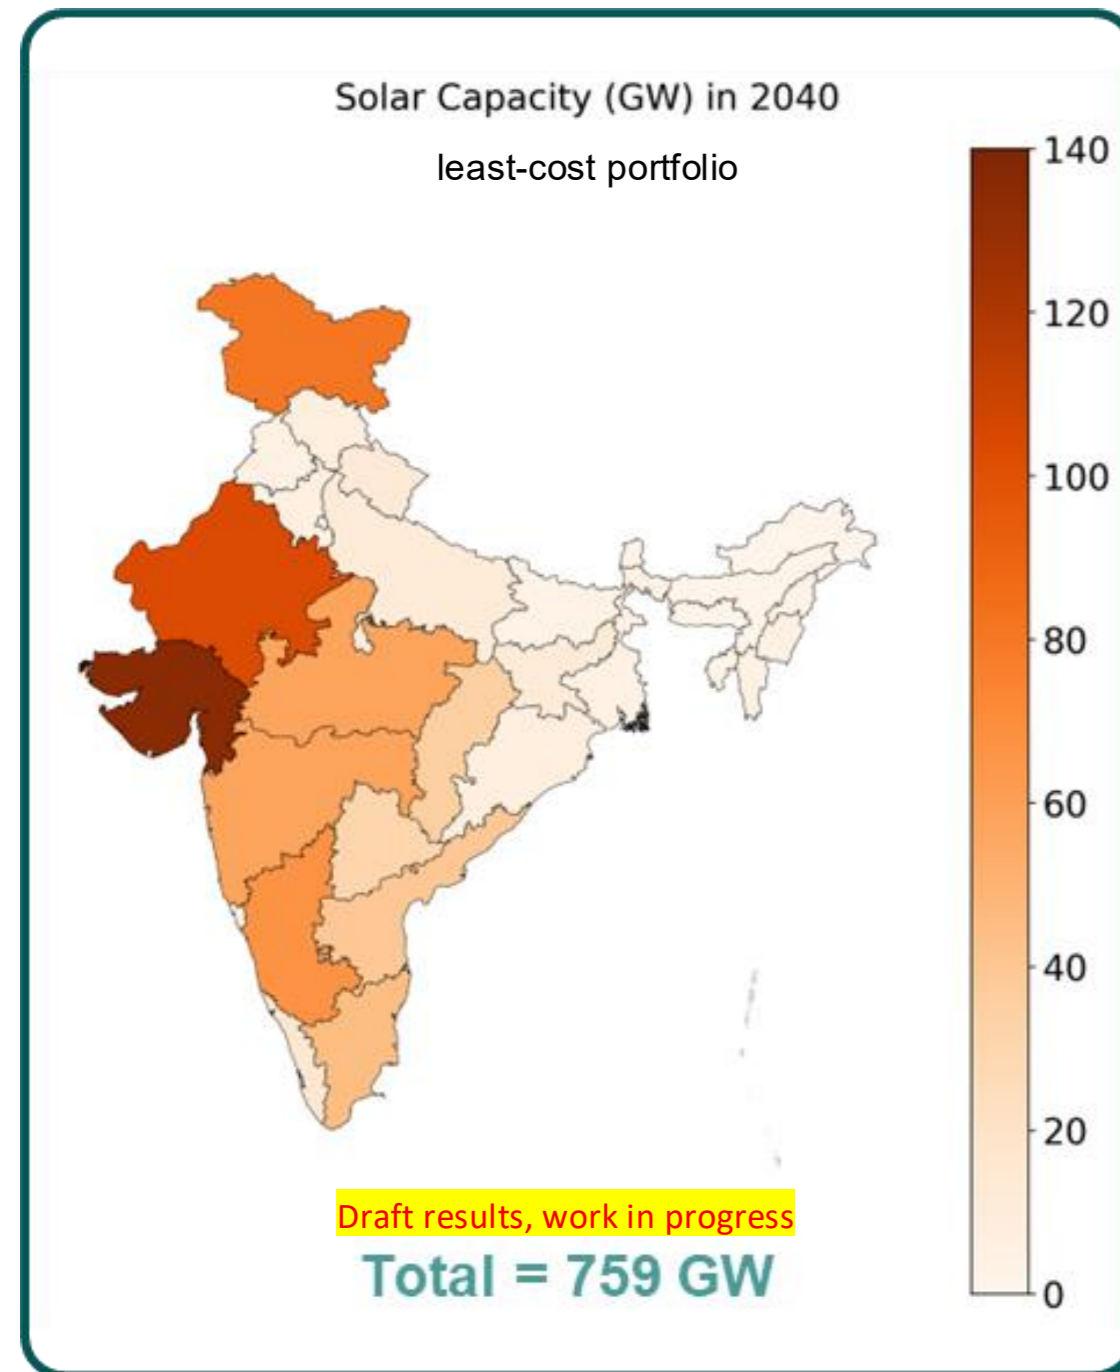 Solar Capacity (GW) in 2040
least-cost portfolio
140
120
100
80
60
40
20
0
Draft results, work in progress
Total = 759 GW